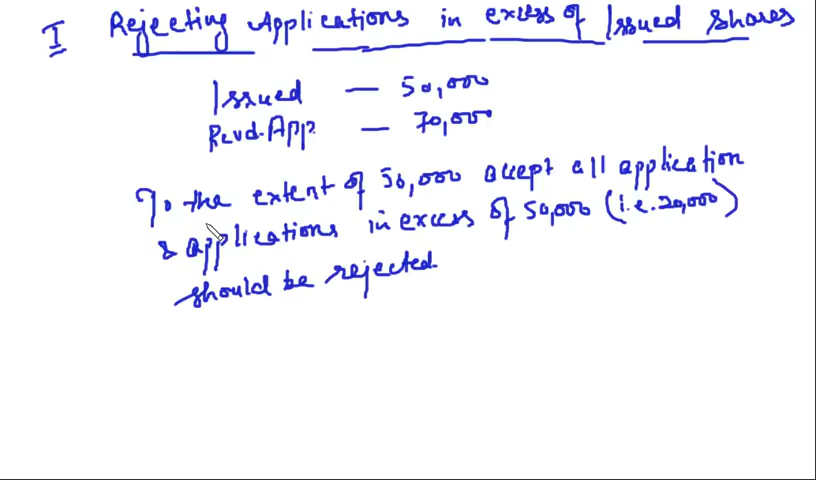 I Rejecting Applications in excess of Issued shares
Issued — 50,000
Recvd. App. — 70,000
To the extent of 50,000 accept all application
& applications in excess of 50,000 (i.e. 20,000)
should be rejected.